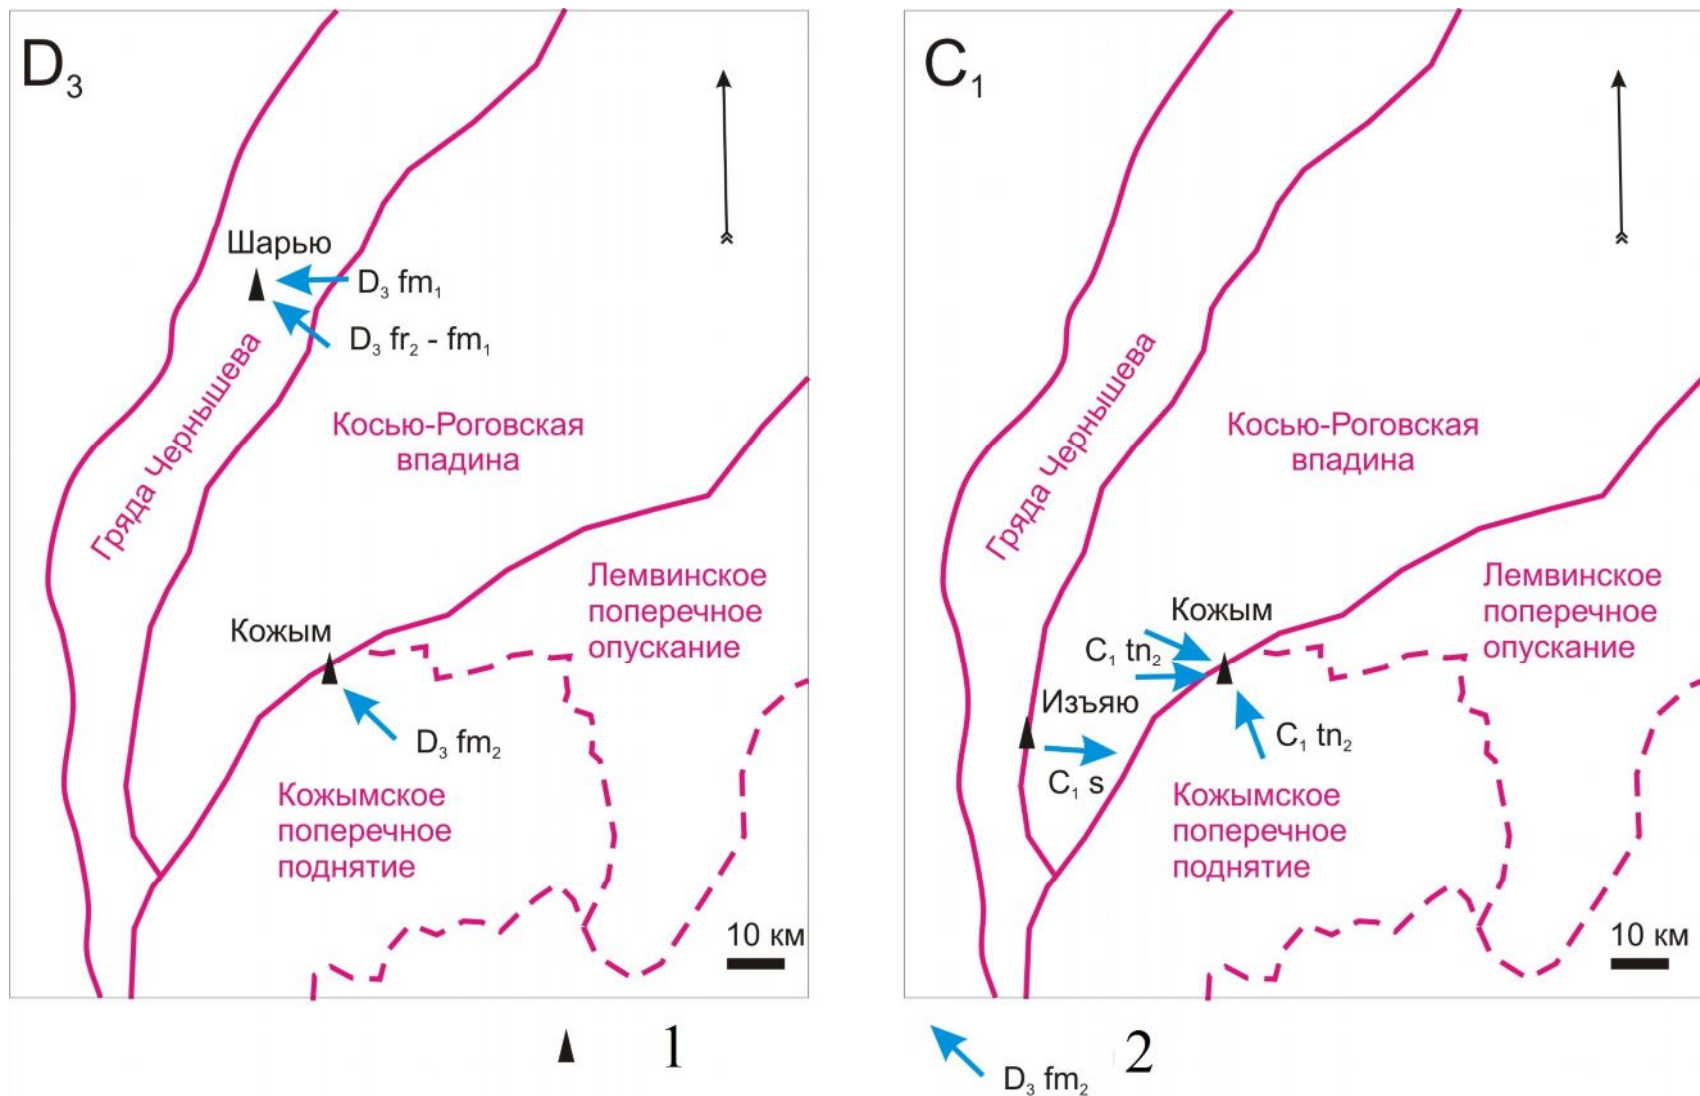 D₃
Шарью
D₃ fm₁
D₃ fr₂ - fm₁
Гряда Чернышева
Косью-Роговская
впадина
Лемвинское
поперечное
опускание
Кожым
D₃ fm₂
Кожымское
поперечное
поднятие
10 км
C₁
Гряда Чернышева
Косью-Роговская
впадина
Лемвинское
поперечное
опускание
Кожым
C₁ tn₂
Изъяю
C₁ tn₂
C₁ s
Кожымское
поперечное
поднятие
10 км
1
D₃ fm₂
2